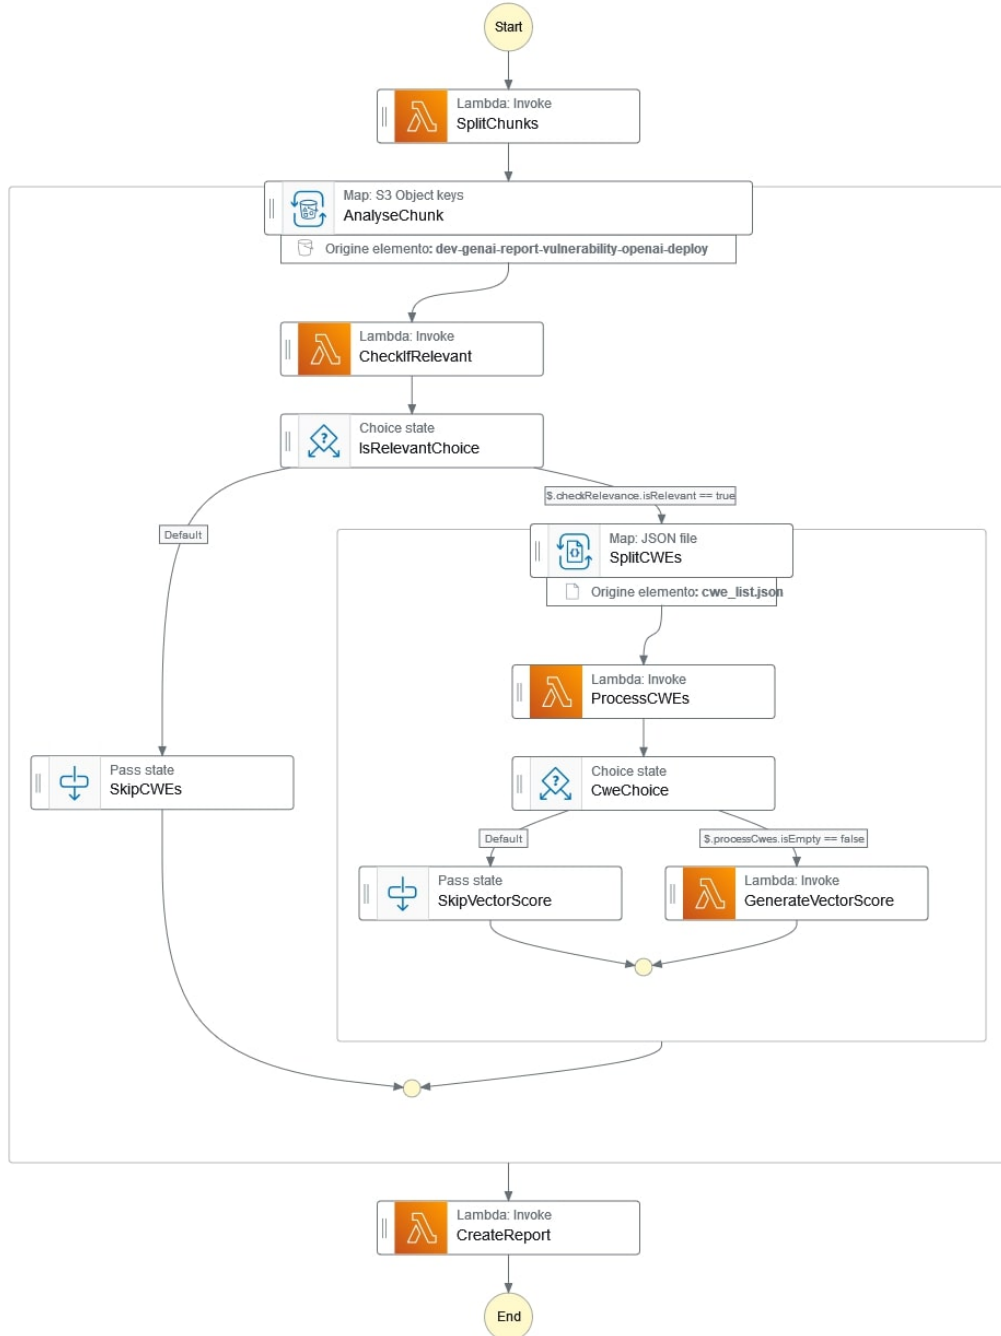 Start
Lambda: Invoke
SplitChunks
Map: S3 Object keys
AnalyseChunk
Origine elemento: dev-genai-report-vulnerability-openai-deploy
Lambda: Invoke
CheckIfRelevant
Choice state
IsRelevantChoice
$.checkRelevance.isRelevant == true
Default
Map: JSON file
SplitCWEs
Origine elemento: cwe_list.json
Lambda: Invoke
ProcessCWEs
Pass state
SkipCWEs
Choice state
CweChoice
Default
$.processCwes.isEmpty == false
Pass state
SkipVectorScore
Lambda: Invoke
GenerateVectorScore
Lambda: Invoke
CreateReport
End